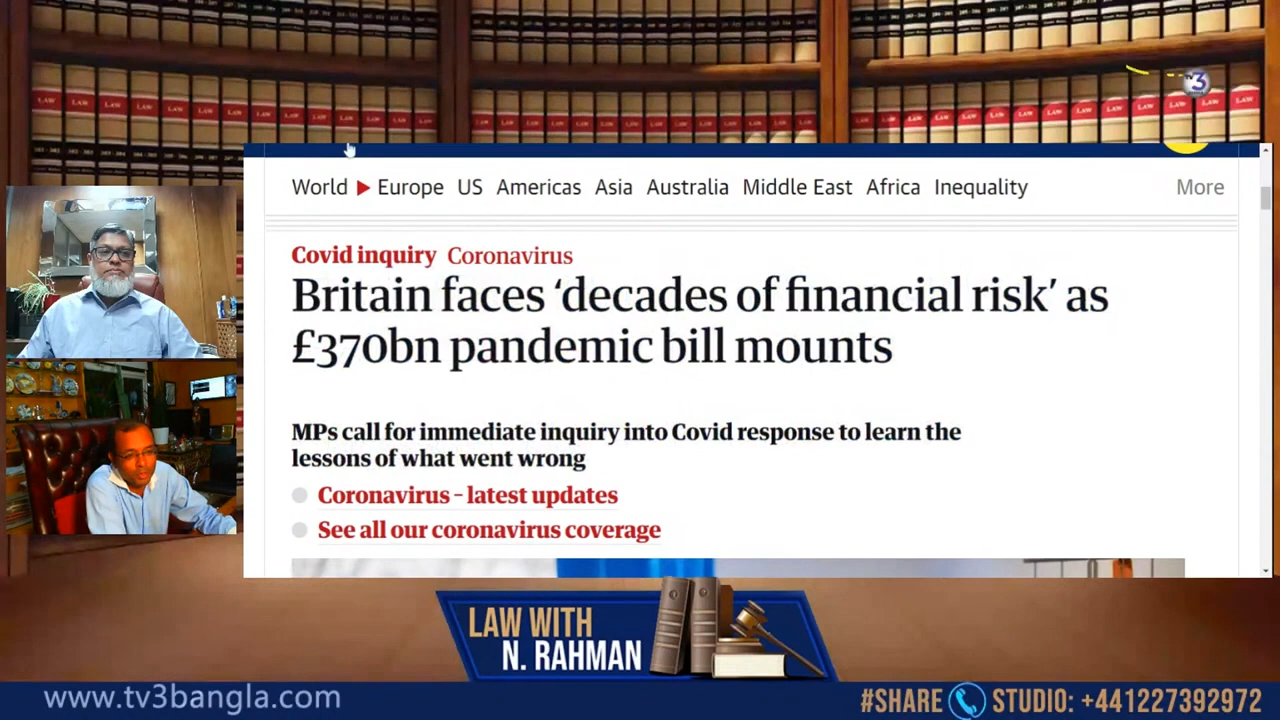 TV3
World Europe US Americas Asia Australia Middle East Africa Inequality More
Covid inquiry Coronavirus
Britain faces ‘decades of financial risk’ as
£370bn pandemic bill mounts
MPs call for immediate inquiry into Covid response to learn the
lessons of what went wrong
Coronavirus – latest updates
See all our coronavirus coverage
LAW WITH
N. RAHMAN
www.tv3bangla.com
#SHARE STUDIO: +441227392972